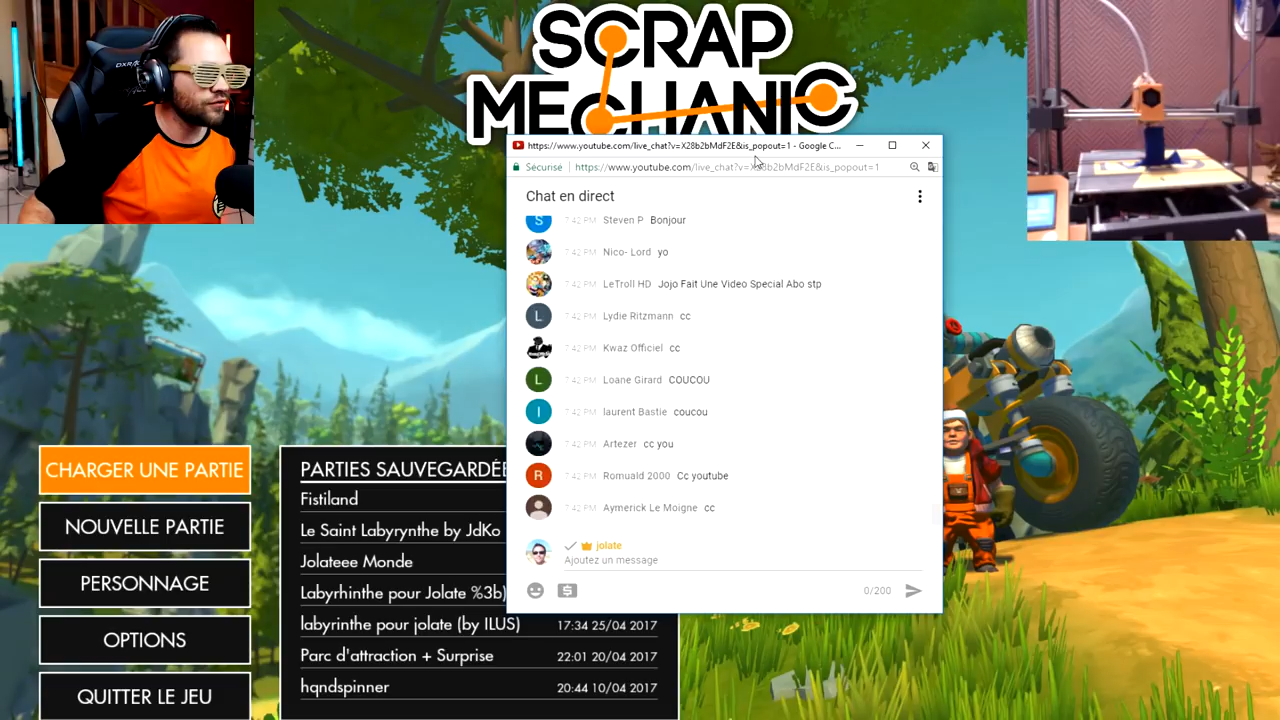 DXRACER
SCRAP
MECHANIC
https://www.youtube.com/live_chat?v=X28b2bMdF2E&is_popout=1 - Google C...
Sécurisé https://www.youtube.com/live_chat?v=X28b2bMdF2E&is_popout=1
Chat en direct
S 7:42 PM Steven P. Bonjour
7:42 PM Nico- Lord yo
7:42 PM LeTroll HD Jojo Fait Une Video Special Abo stp
L 7:42 PM Lydie Ritzmann cc
7:42 PM Kwaz Officiel cc
L 7:42 PM Loane Girard COUCOU
I 7:42 PM laurent Bastie coucou
7:42 PM Artezer cc you
R 7:42 PM Romuald 2000 Cc youtube
7:42 PM Aymerick Le Moigne cc
jolate
Ajoutez un message
0/200
CHARGER UNE PARTIE
NOUVELLE PARTIE
PERSONNAGE
OPTIONS
QUITTER LE JEU
PARTIES SAUVEGARDÉE
Fistiland
Le Saint Labyrynthe by JdKo
Jolateee Monde
Labyrhinthe pour Jolate %3b)
labyrinthe pour jolate (by ILUS) 17:34 25/04 2017
Parc d'attraction + Surprise 22:01 20/04 2017
hqndspinner 20:44 10/04 2017